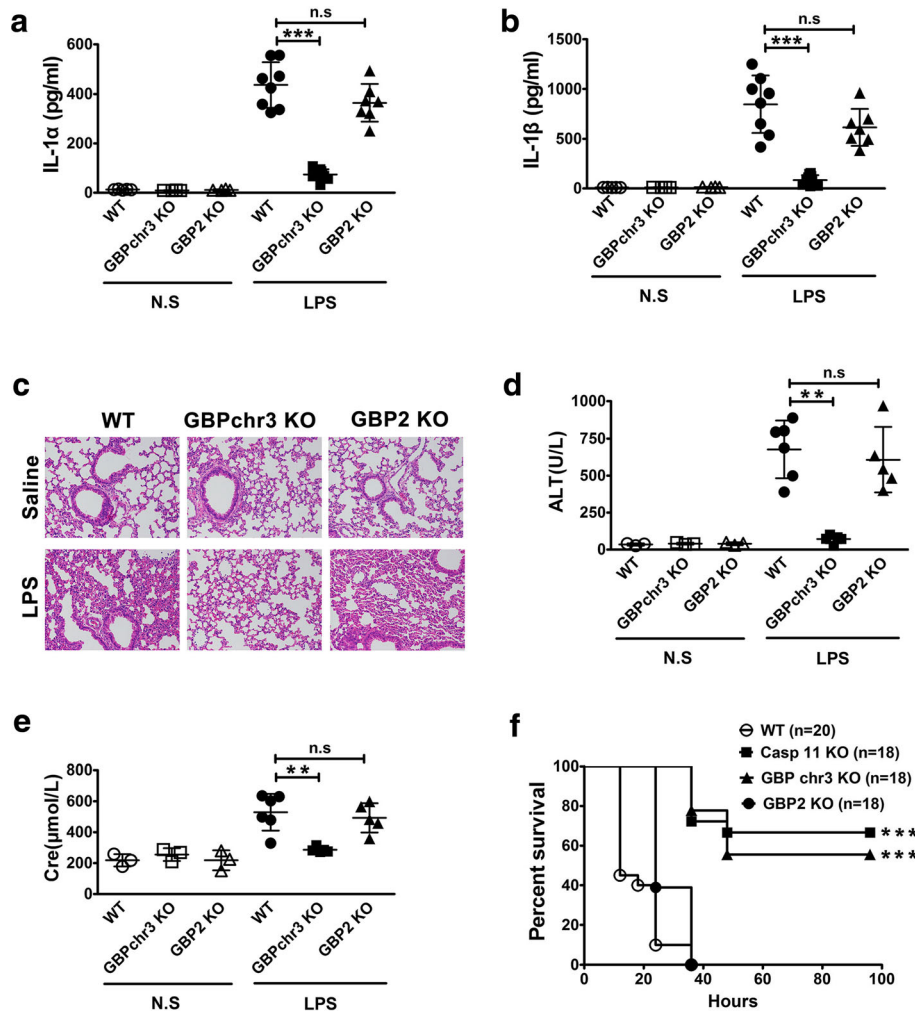 a
n.s
***
IL-1α (pg/ml)
600
400
200
0
WT
GBPchr3 KO
GBP2 KO
WT
GBPchr3 KO
GBP2 KO
N.S
LPS
b
n.s
***
IL-1β (pg/ml)
1500
1000
500
0
WT
GBPchr3 KO
GBP2 KO
WT
GBPchr3 KO
GBP2 KO
N.S
LPS
c
WT GBPchr3 KO GBP2 KO
Saline
LPS
d
n.s
**
ALT(U/L)
1000
750
500
250
0
WT
GBPchr3 KO
GBP2 KO
WT
GBPchr3 KO
GBP2 KO
N.S
LPS
e
n.s
**
Cre(μmol/L)
800
600
400
200
0
WT
GBPchr3 KO
GBP2 KO
WT
GBPchr3 KO
GBP2 KO
N.S
LPS
f
WT (n=20)
Casp 11 KO (n=18)
GBP chr3 KO (n=18)
GBP2 KO (n=18)
Percent survival
100
80
60
40
20
0
***
***
0 20 40 60 80 100
Hours